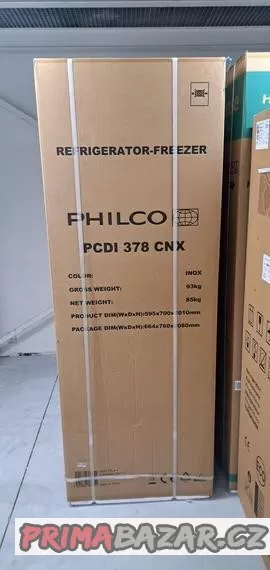 REFRIGERATOR-FREEZER
PHILCO
PCDI 378 CNX
COLOR: INOX
GROSS WEIGHT: 93kg
NET WEIGHT: 85kg
PRODUCT DIM(WxDxH):595x700x2010mm
PACKAGE DIM(WxDxH):664x760x2080mm
PRIMABAZAR.CZ